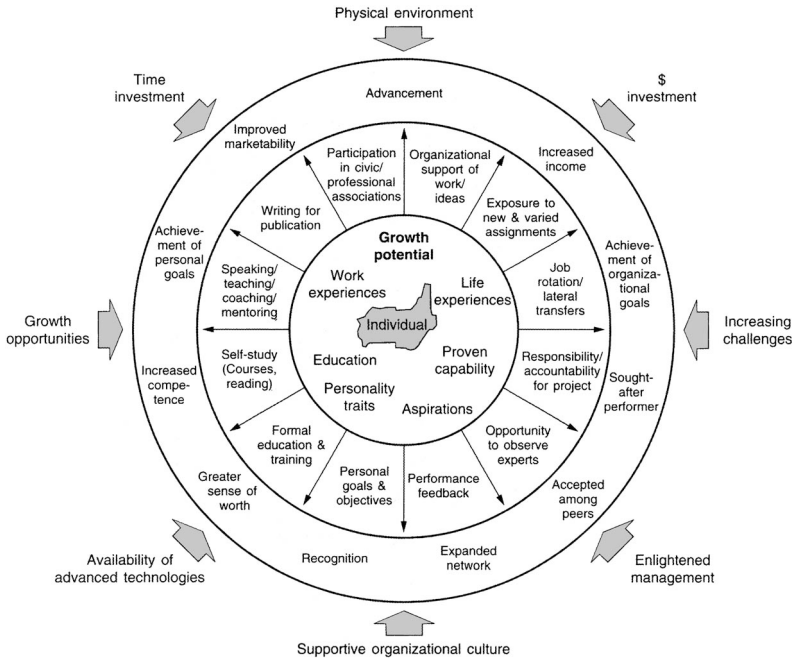 Physical environment
Time
investment
$
investment
Advancement
Improved
marketability
Increased
income
Participation
in civic/
professional
associations
Organizational
support of
work/
ideas
Writing for
publication
Exposure to
new & varied
assignments
Achieve-
ment of
personal
goals
Achieve-
ment of
organiza-
tional
goals
Growth
potential
Speaking/
teaching/
coaching/
mentoring
Job
rotation/
lateral
transfers
Work
experiences
Life
experiences
Individual
Growth
opportunities
Increasing
challenges
Education
Proven
capability
Personality
traits
Aspirations
Self-study
(Courses,
reading)
Responsibility/
accountability
for project
Increased
compe-
tence
Sought-
after
performer
Formal
education &
training
Opportunity
to observe
experts
Personal
goals &
objectives
Performance
feedback
Greater
sense of
worth
Accepted
among
peers
Recognition
Expanded
network
Availability of
advanced technologies
Enlightened
management
Supportive organizational culture